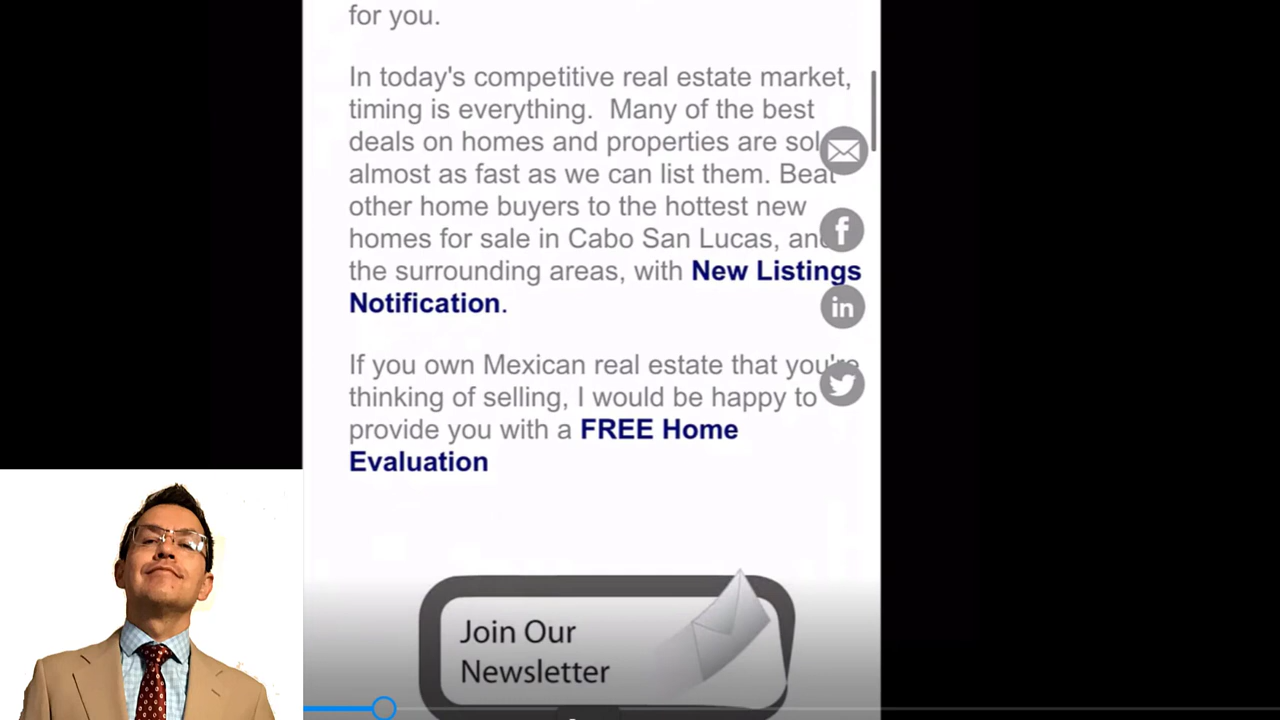 for you.
In today's competitive real estate market,
timing is everything.  Many of the best
deals on homes and properties are sol
almost as fast as we can list them. Beat
other home buyers to the hottest new
homes for sale in Cabo San Lucas, and
the surrounding areas, with New Listings
Notification.
If you own Mexican real estate that you're
thinking of selling, I would be happy to
provide you with a FREE Home
Evaluation
Join Our
Newsletter
f
in